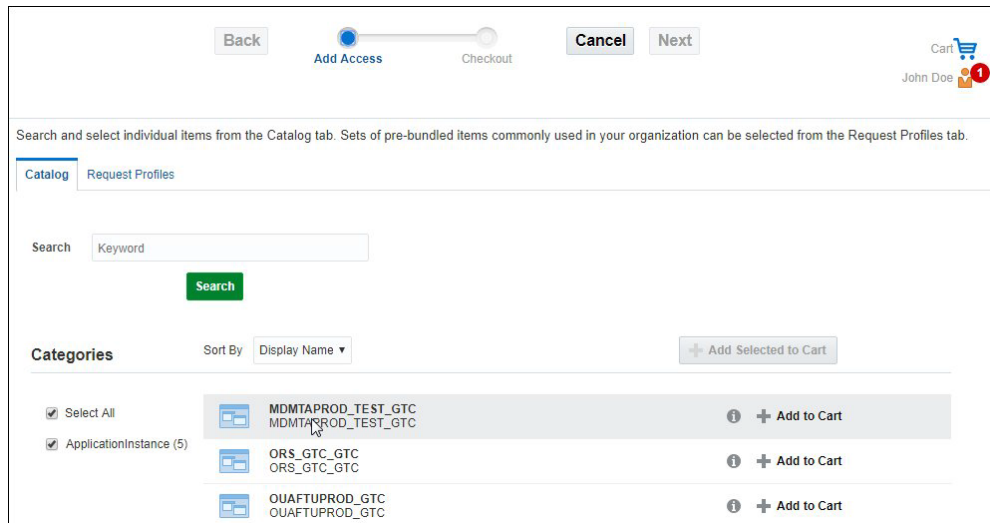 Back
Add Access
Checkout
Cancel
Next
Cart
John Doe
1
Search and select individual items from the Catalog tab. Sets of pre-bundled items commonly used in your organization can be selected from the Request Profiles tab.
Catalog Request Profiles
Search Keyword
Search
Categories Sort By Display Name Add Selected to Cart
Select All
ApplicationInstance (5)
MDMTAPROD_TEST_GTC
MDMTAPROD_TEST_GTC
Add to Cart
ORS_GTC_GTC
ORS_GTC_GTC
Add to Cart
OUAFTUPROD_GTC
OUAFTUPROD_GTC
Add to Cart